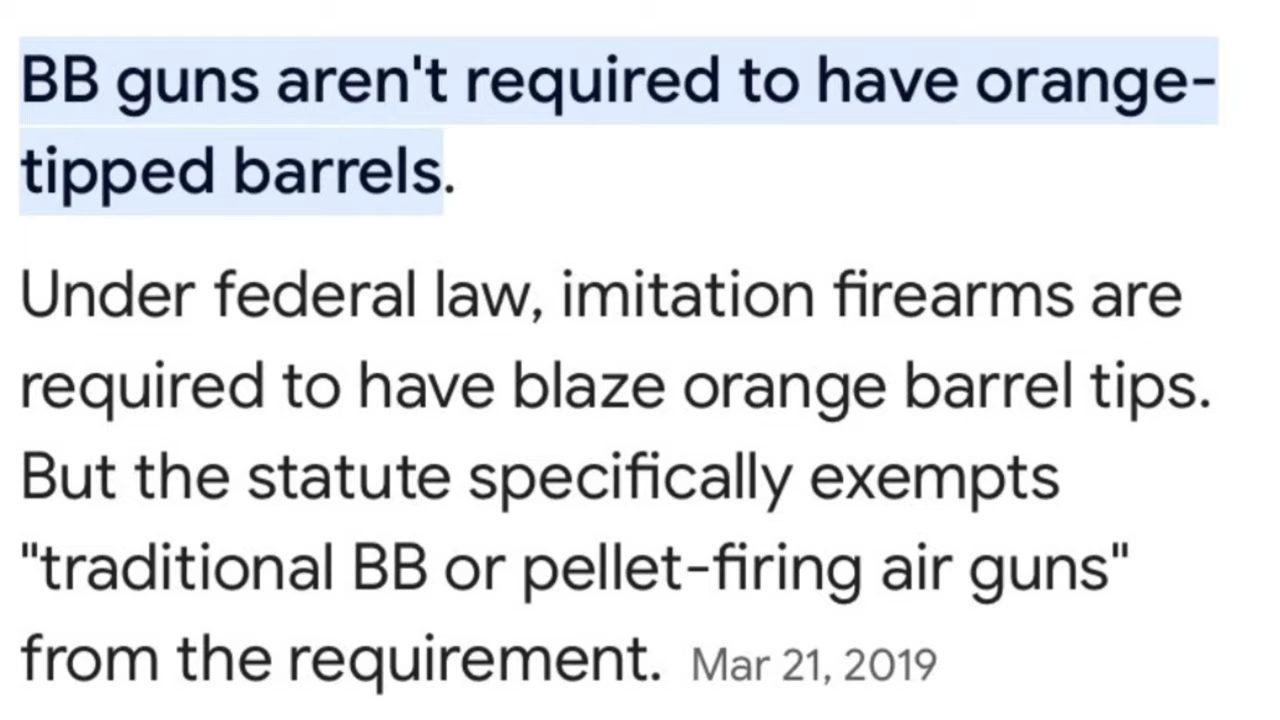 BB guns aren't required to have orange-
tipped barrels.
Under federal law, imitation firearms are
required to have blaze orange barrel tips.
But the statute specifically exempts
"traditional BB or pellet-firing air guns"
from the requirement. Mar 21, 2019